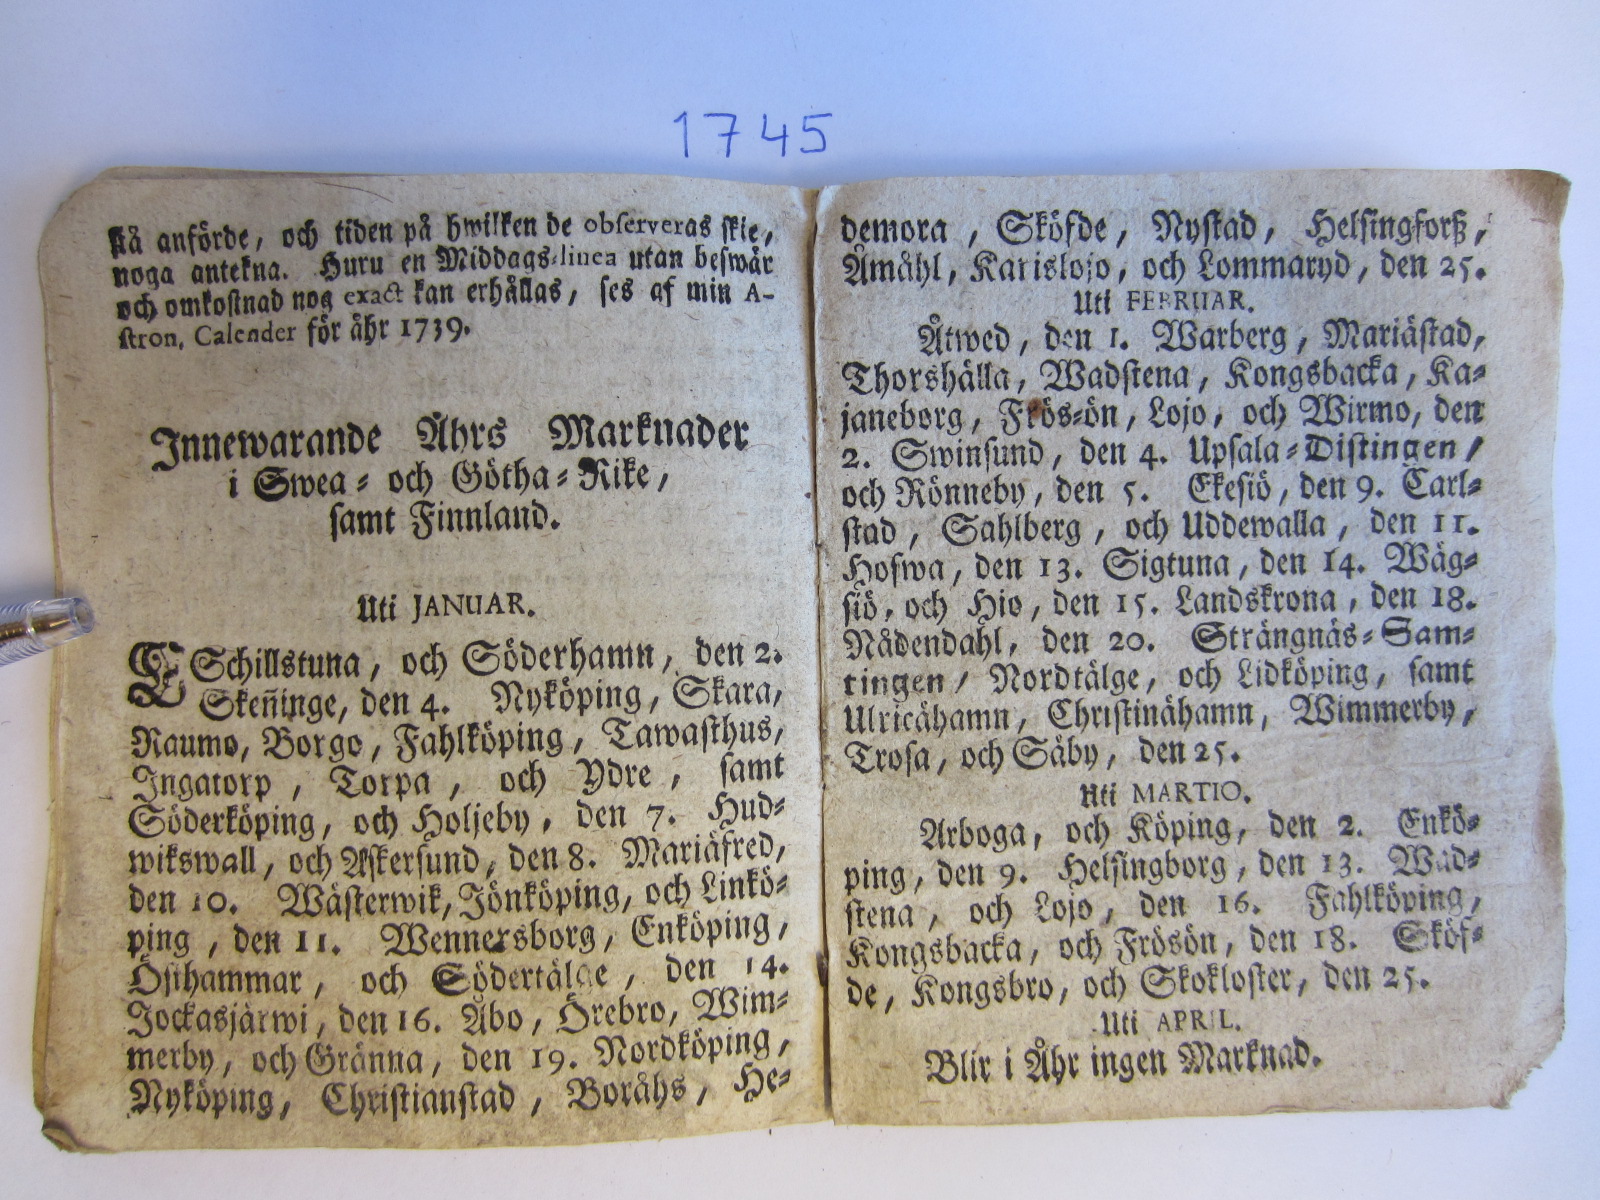 1745
stå anförde, och tiden på hwilken de observeras skie,
noga antekna. Huru en Middags-linea utan beswär
och omkostnad nog exact kan erhållas, ses af min A-
stron. Calender för åhr 1739.
Innewarande Åhrs Marknader
i Swea- och Götha-Rike,
samt Finnland.
Uti JANUAR.
ESchillstuna, och Söderhamn, den 2.
Skeñinge, den 4. Nyköping, Skara,
Raumo, Borgo, Fahlköping, Tawasthus,
Ingatorp, Torpa, och Ydre, samt
Söderköping, och Holjeby, den 7. Hud-
wikswall, och Askersund, den 8. Mariäfred,
den 10. Wästerwik, Jönköping, och Linkö-
ping, den 11. Wennersborg, Enköping,
Östhammar, och Södertälge, den 14.
Jockasjärwi, den 16. Åbo, Örebro, Wim-
merby, och Gränna, den 19. Nordköping,
Nyköping, Christianstad, Boråhs, He-
demora, Sköfde, Nystad, Helsingforß,
Åmåhl, Karislojo, och Lommaryd, den 25.
Uti FEBRUAR.
Åtwed, den 1. Warberg, Mariästad,
Thorshälla, Wadstena, Kongsbacka, Ka-
janeborg, Frös-ön, Lojo, och Wirmo, den
2. Swinsund, den 4. Upsala-Distingen,
och Rönneby, den 5. Ekesiö, den 9. Carl-
stad, Sahlberg, och Uddewalla, den 11.
Hofwa, den 13. Sigtuna, den 14. Wäg-
siö, och Hio, den 15. Landskrona, den 18.
Nådendahl, den 20. Strängnäs-Sam-
tingen, Nordtälge, och Lidköping, samt
Ulricähamn, Christinähamn, Wimmerby,
Trosa, och Säby, den 25.
Uti MARTIO.
Arboga, och Köping, den 2. Enkö-
ping, den 9. Helsingborg, den 13. Wad-
stena, och Lojo, den 16. Fahlköping,
Kongsbacka, och Frösön, den 18. Sköf-
de, Kongsbro, och Skokloster, den 25.
Uti APRIL.
Blir i Åhr ingen Marknad.